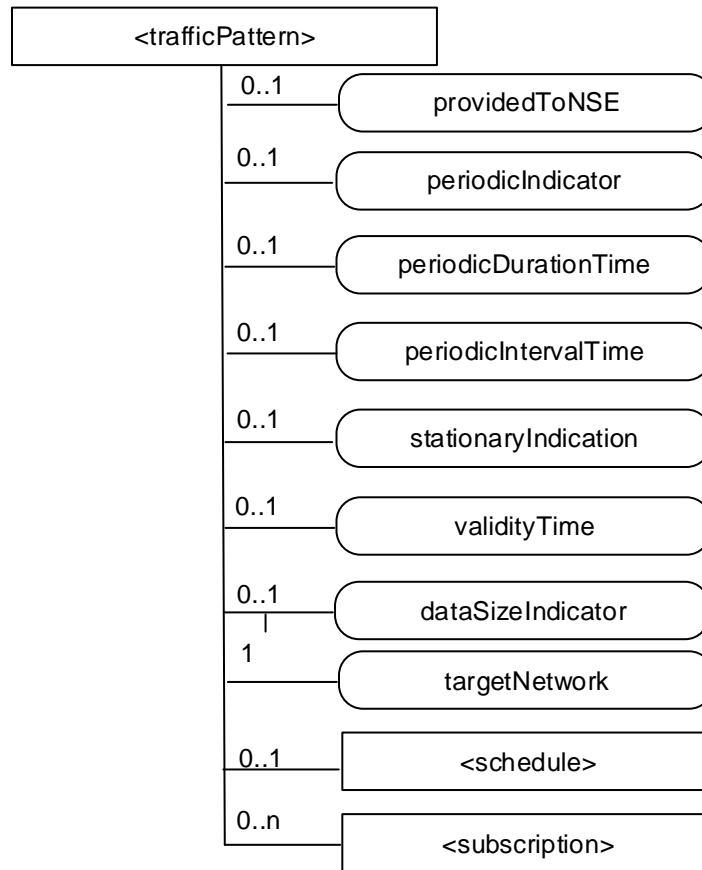 <trafficPattern>
0..1
providedToNSE
0..1
periodicIndicator
0..1
periodicDurationTime
0..1
periodicIntervalTime
0..1
stationaryIndication
0..1
validityTime
0..1
dataSizeIndicator
1
targetNetwork
0..1
<schedule>
0..n
<subscription>